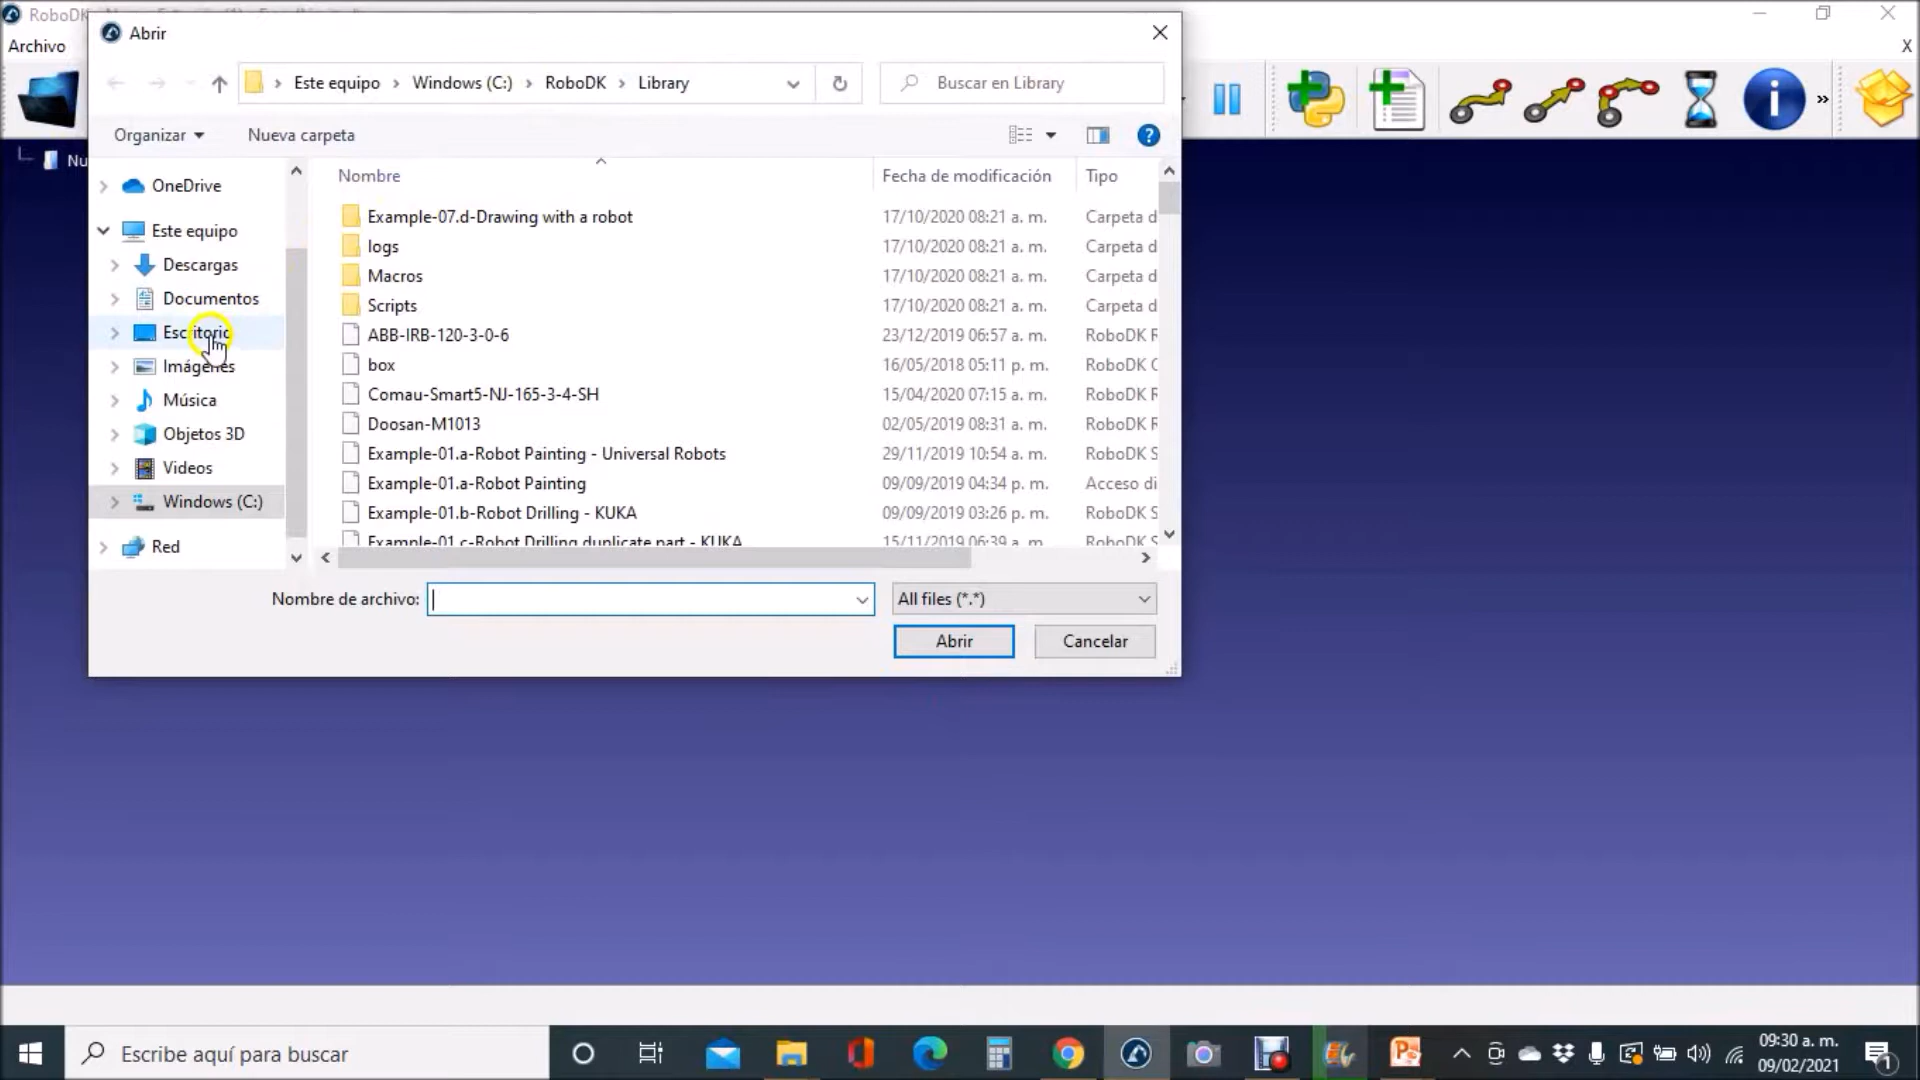 Abrir
Archivo
X
Este equipo > Windows (C:) > RoboDK > Library
Buscar en Library
Organizar
Nueva carpeta
Nombre
Fecha de modificación
Tipo
OneDrive
Este equipo
Descargas
Documentos
Escritorio
Imágenes
Música
Objetos 3D
Videos
Windows (C:)
Red
Example-07.d-Drawing with a robot 17/10/2020 08:21 a. m. Carpeta d
logs 17/10/2020 08:21 a. m. Carpeta d
Macros 17/10/2020 08:21 a. m. Carpeta d
Scripts 17/10/2020 08:21 a. m. Carpeta d
ABB-IRB-120-3-0-6 23/12/2019 06:57 a. m. RoboDK R
box 16/05/2018 05:11 p. m. RoboDK O
Comau-Smart5-NJ-165-3-4-SH 15/04/2020 07:15 a. m. RoboDK R
Doosan-M1013 02/05/2019 08:31 a. m. RoboDK R
Example-01.a-Robot Painting - Universal Robots 29/11/2019 10:54 a. m. RoboDK S
Example-01.a-Robot Painting 09/09/2019 04:34 p. m. Acceso di
Example-01.b-Robot Drilling - KUKA 09/09/2019 03:26 p. m. RoboDK S
Example-01.c-Robot Drilling duplicate part - KUKA 15/11/2019 06:39 a. m. RoboDK S
Nombre de archivo:
All files (*.*)
Abrir
Cancelar
Escribe aquí para buscar
09:30 a. m.
09/02/2021
1